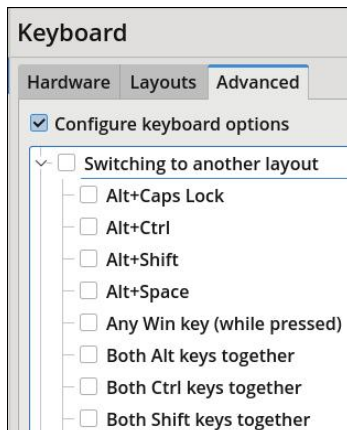 Keyboard
Hardware Layouts Advanced
Configure keyboard options
Switching to another layout
Alt+Caps Lock
Alt+Ctrl
Alt+Shift
Alt+Space
Any Win key (while pressed)
Both Alt keys together
Both Ctrl keys together
Both Shift keys together